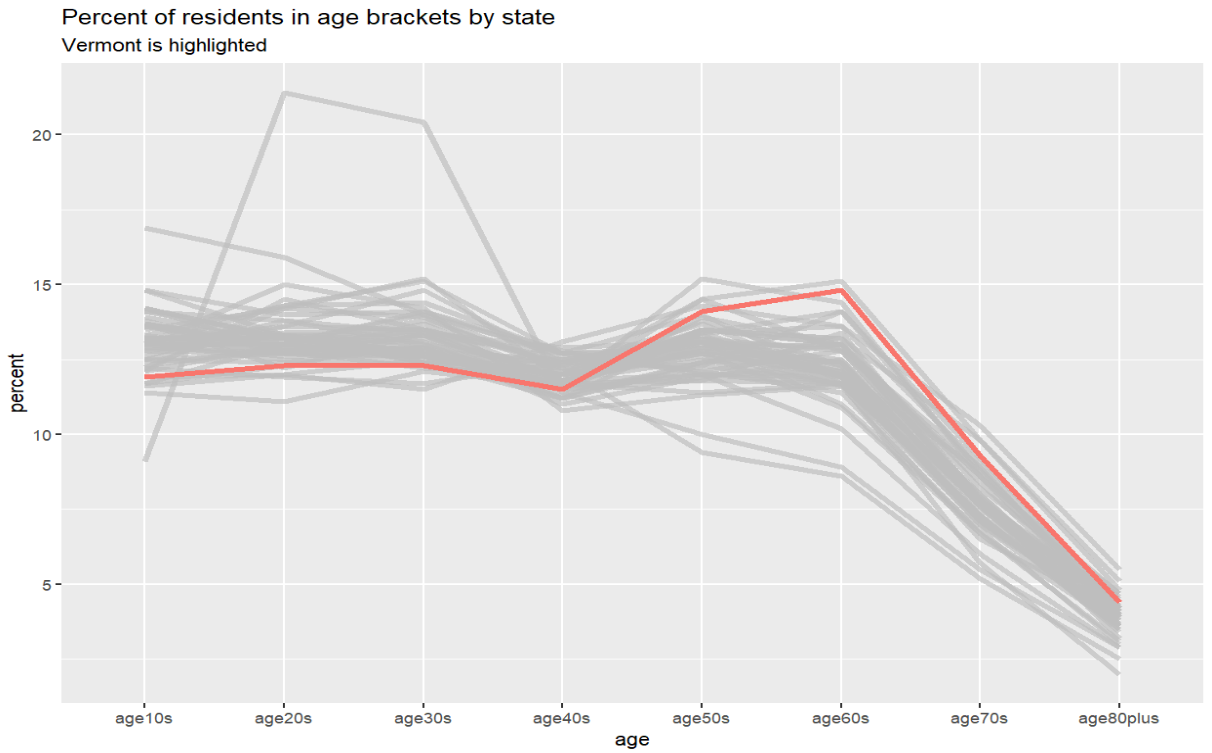 Percent of residents in age brackets by state
Vermont is highlighted
20
15
10
5
percent
age10s age20s age30s age40s age50s age60s age70s age80plus
age